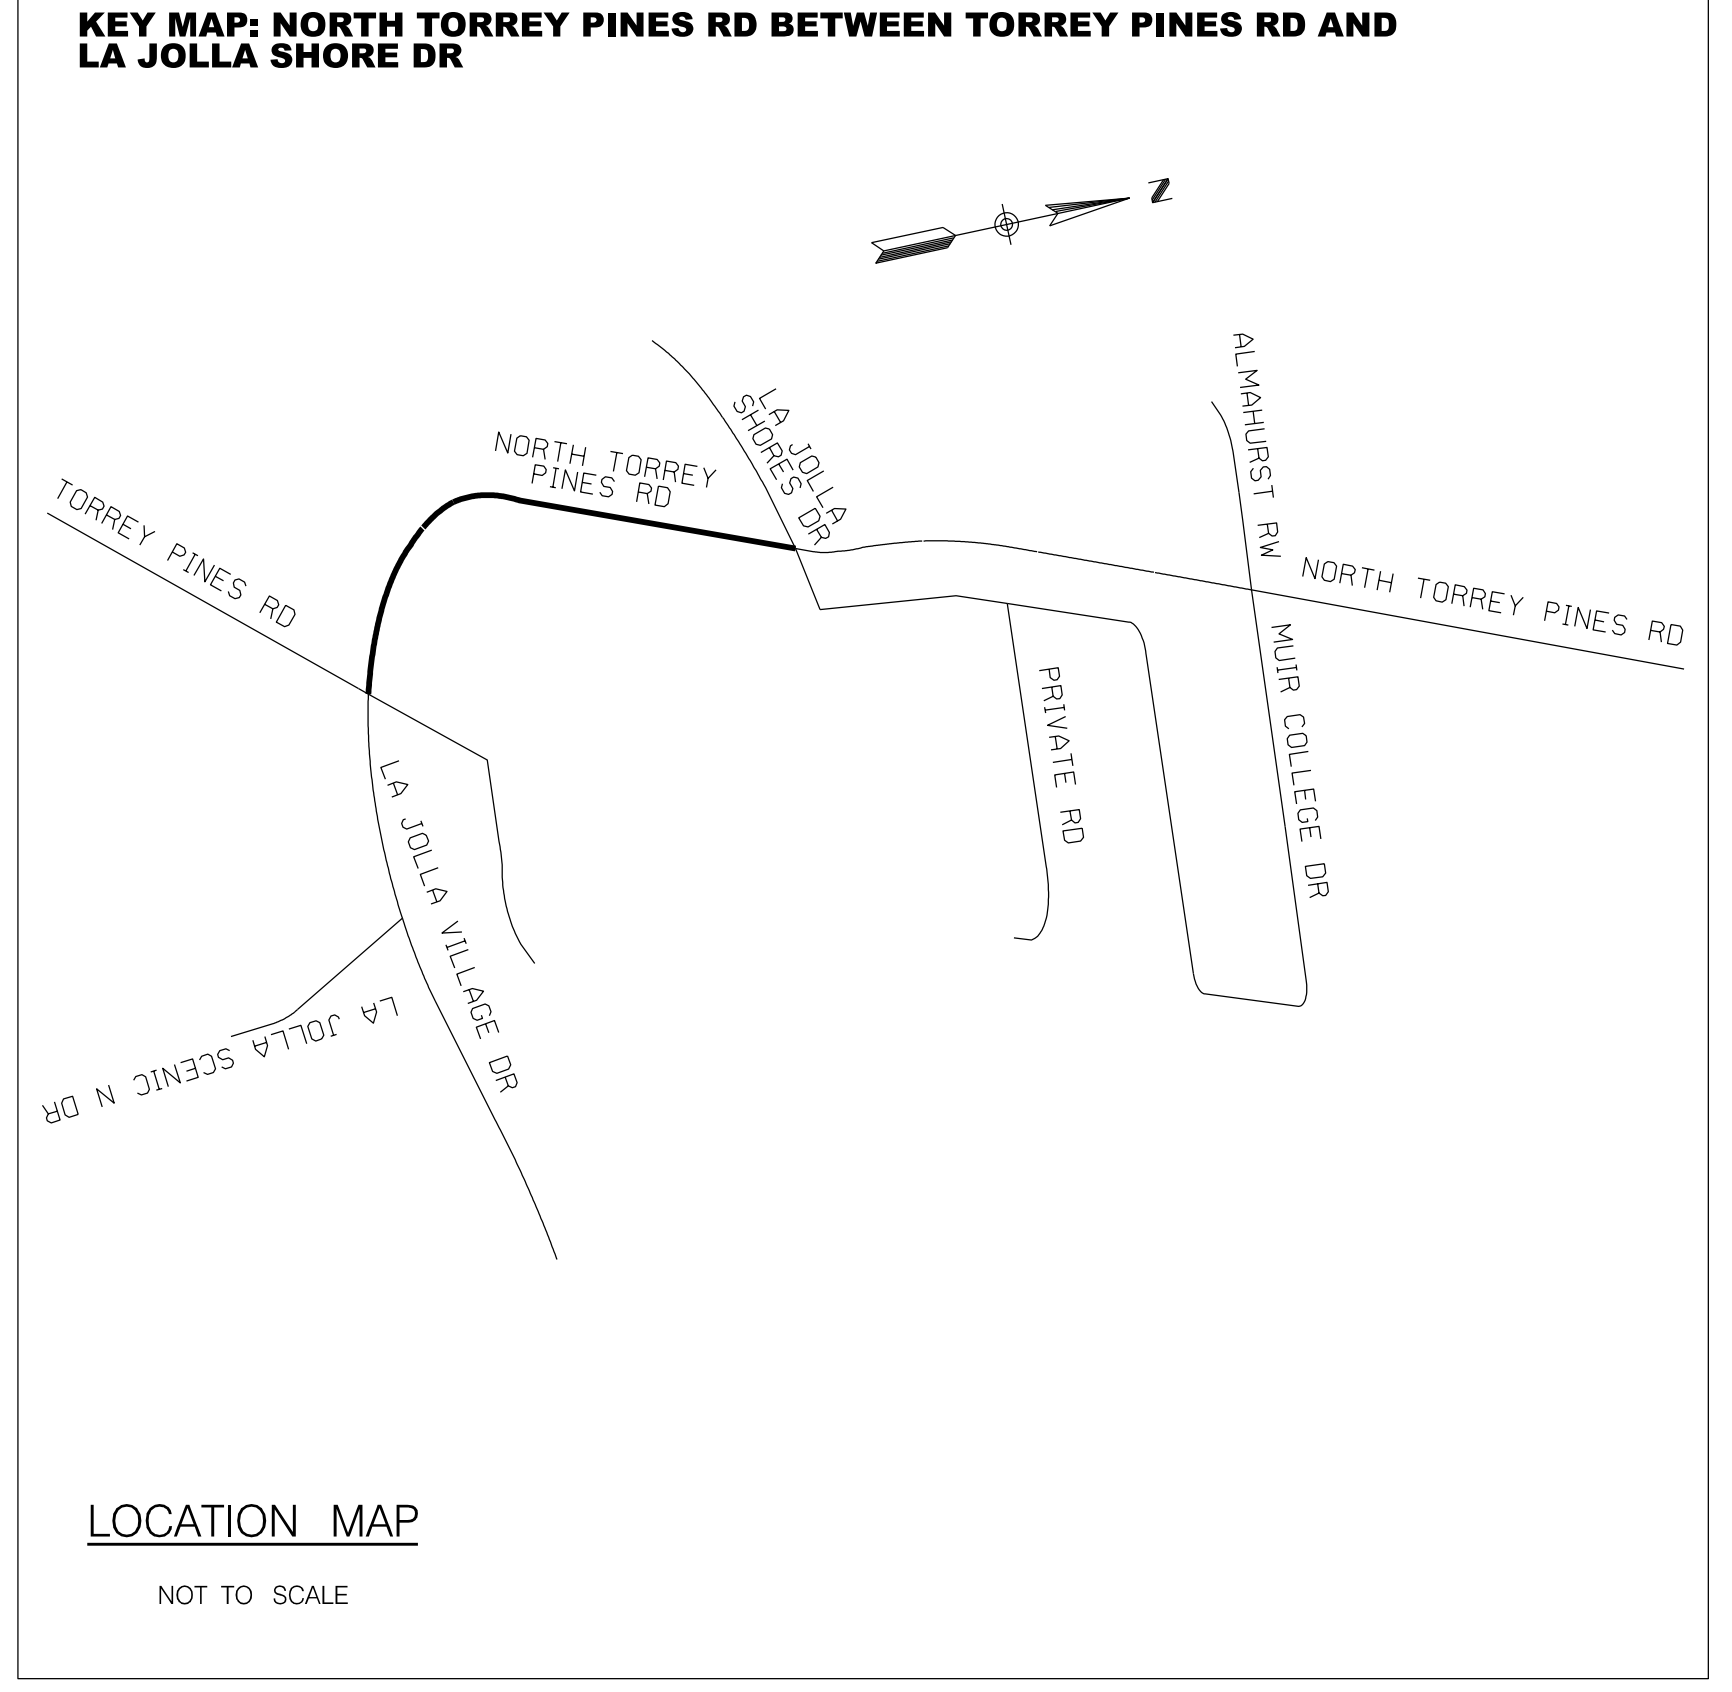 KEY MAP: NORTH TORREY PINES RD BETWEEN TORREY PINES RD AND
LA JOLLA SHORE DR
N
ALMAHURST RW
LA JOLLA
SHORES DR
NORTH TORREY
PINES RD
TORREY PINES RD
NORTH TORREY PINES RD
MUIR COLLEGE DR
PRIVATE RD
LA JOLLA VILLAGE DR
LA JOLLA SCENIC N DR
LOCATION MAP
NOT TO SCALE